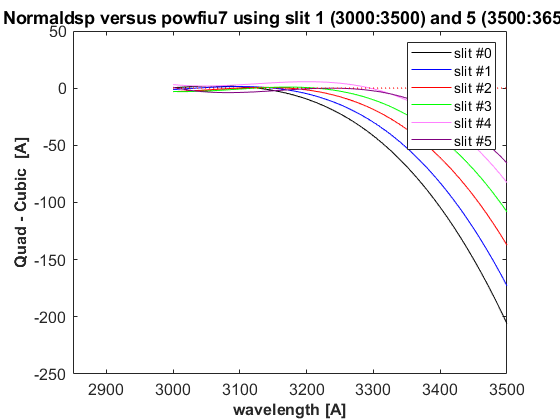 Normaldsp versus powfiu7 using slit 1 (3000:3500) and 5 (3500:365
50
0
-50
-100
-150
-200
-250
Quad - Cubic [A]
2900 3000 3100 3200 3300 3400 3500
wavelength [A]
slit #0
slit #1
slit #2
slit #3
slit #4
slit #5